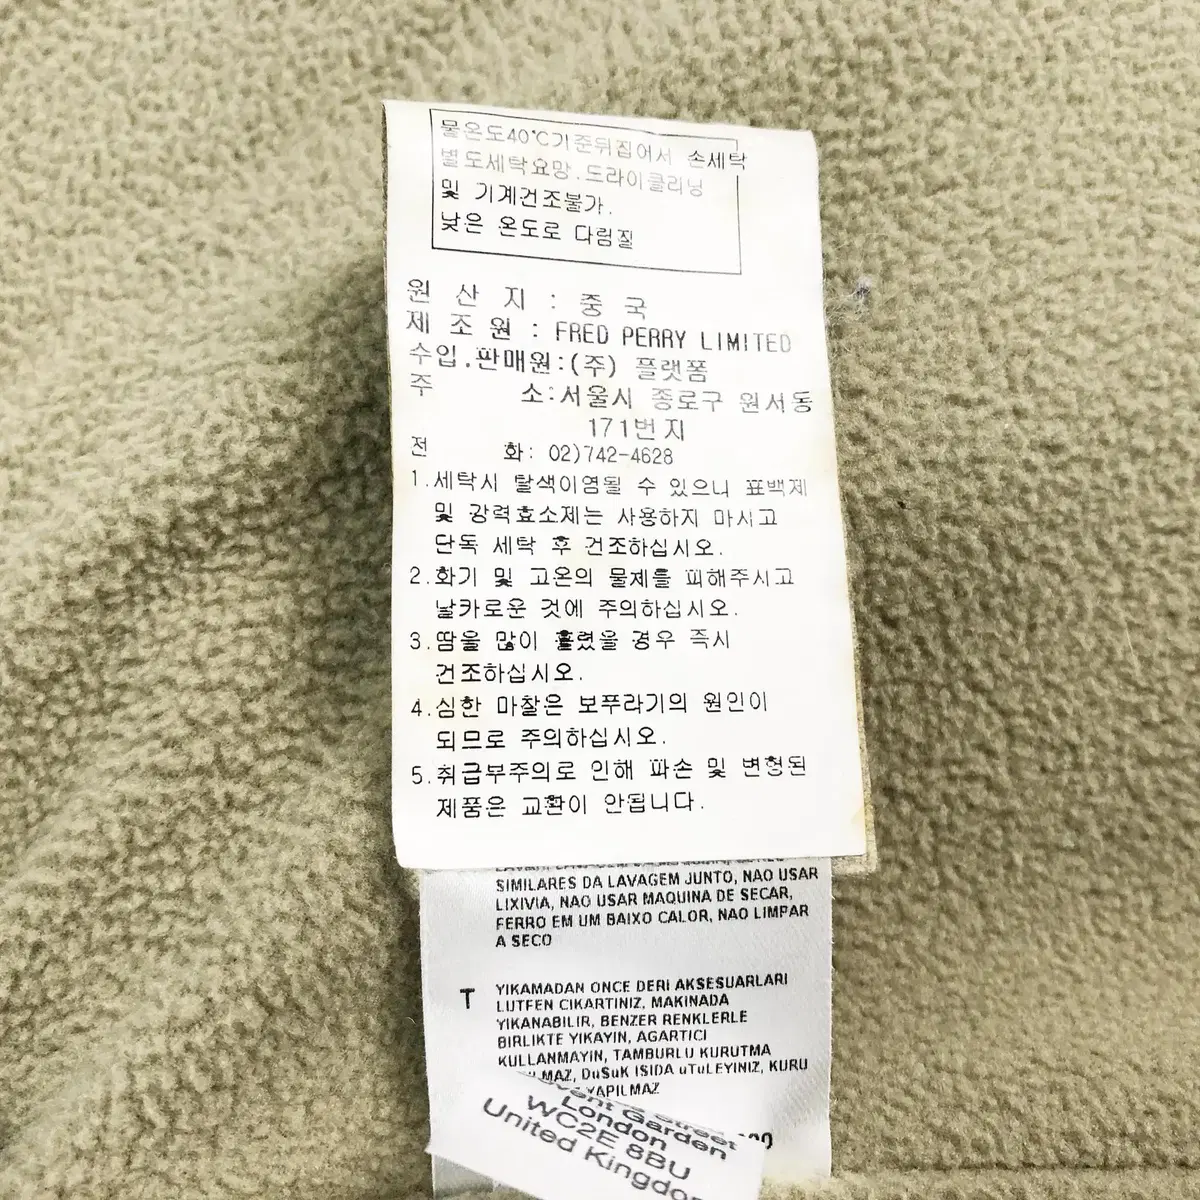 물온도40℃기준뒤집어서 손세탁
별도세탁요망.드라이클리닝
및 기계건조불가.
낮은 온도로 다림질
원 산 지 : 중 국
제 조 원 : FRED PERRY LIMITED
수입.판매원:(주) 플랫폼
주 소:서울시 종로구 원서동
171번지
전 화: 02)742-4628
1.세탁시 탈색이염될 수 있으니 표백제
및 강력효소제는 사용하지 마시고
단독 세탁 후 건조하십시오.
2.화기 및 고온의 물체를 피해주시고
날카로운 것에 주의하십시오.
3.땀을 많이 흘렸을 경우 즉시
건조하십시오.
4.심한 마찰은 보푸라기의 원인이
되므로 주의하십시오.
5.취급부주의로 인해 파손 및 변형된
제품은 교환이 안됩니다.
SIMILARES DA LAVAGEM JUNTO, NAO USAR
LIXIVIA, NAO USAR MAQUINA DE SECAR,
FERRO EM UM BAIXO CALOR, NAO LIMPAR
A SECO
T YIKAMADAN ONCE DERI AKSESUARLARI
LUTFEN CIKARTINIZ, MAKINADA
YIKANABILIR, BENZER RENKLERLE
BIRLIKTE YIKAYIN, AGARTICI
KULLANMAYIN, TAMBURLU KURUTMA
DuSuK ISIDA uTuLEYINIZ, KURU
YAPILMAZ
Street
Garden
London
WC2E 8BU
United Kingdom